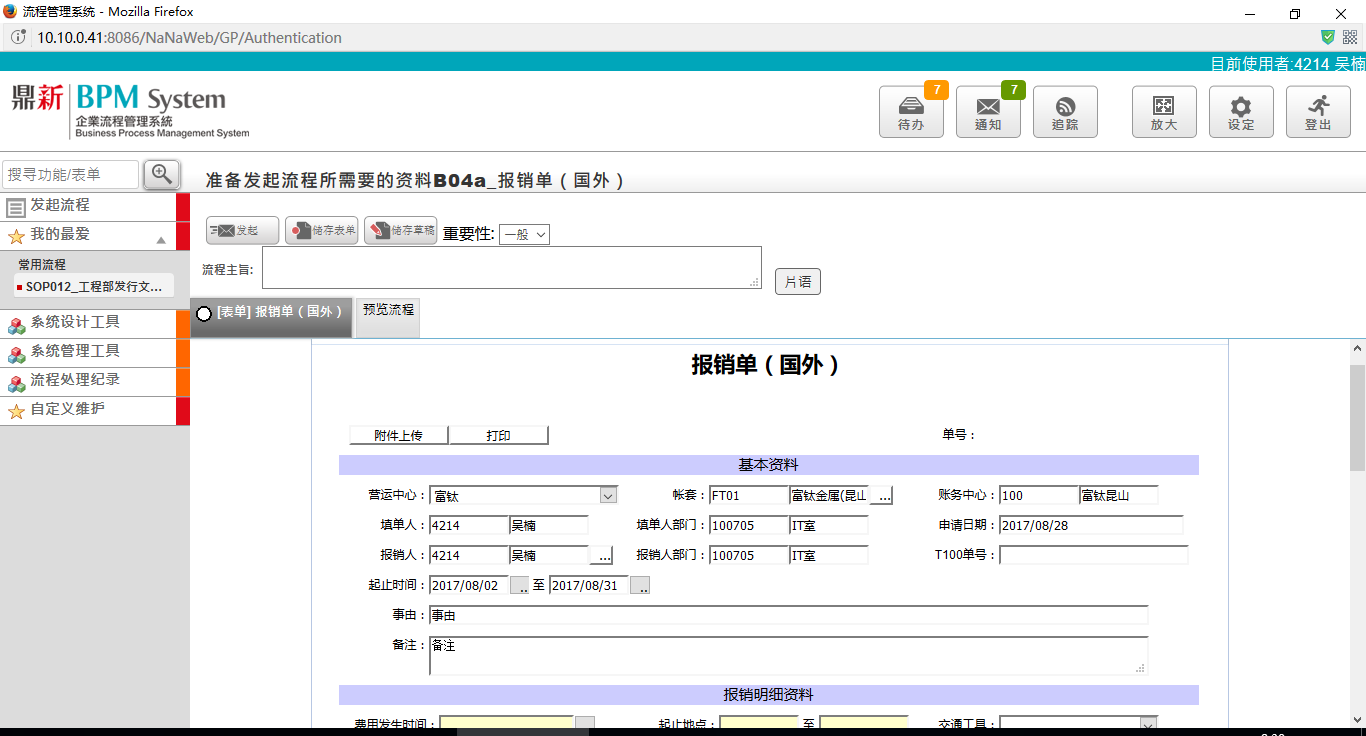 流程管理系统 - Mozilla Firefox
10.10.0.41:8086/NaNaWeb/GP/Authentication
目前使用者:4214 吴楠
鼎新 BPM System
企業流程管理系統
Business Process Management System
7 7
待办 通知 追踪 放大 设定 登出
搜寻功能/表单
准备发起流程所需要的资料B04a_报销单（国外）
发起流程
我的最爱
常用流程
SOP012_工程部发行文...
系统设计工具
系统管理工具
流程处理纪录
自定义维护
发起 储存表单 储存草稿 重要性: 一般
流程主旨: 片语
[表单] 报销单（国外） 预览流程
报销单（国外）
附件上传 打印 单号：
基本资料
营运中心：富钛 帐套：FT01 富钛金属(昆山 ... 账务中心：100 富钛昆山
填单人：4214 吴楠 填单人部门：100705 IT室 申请日期：2017/08/28
报销人：4214 吴楠 ... 报销人部门：100705 IT室 T100单号：
起止时间：2017/08/02 .. 至 2017/08/31 ..
事由：事由
备注：备注
报销明细资料
费用发生时间： 起止地点： 至 交通工具：